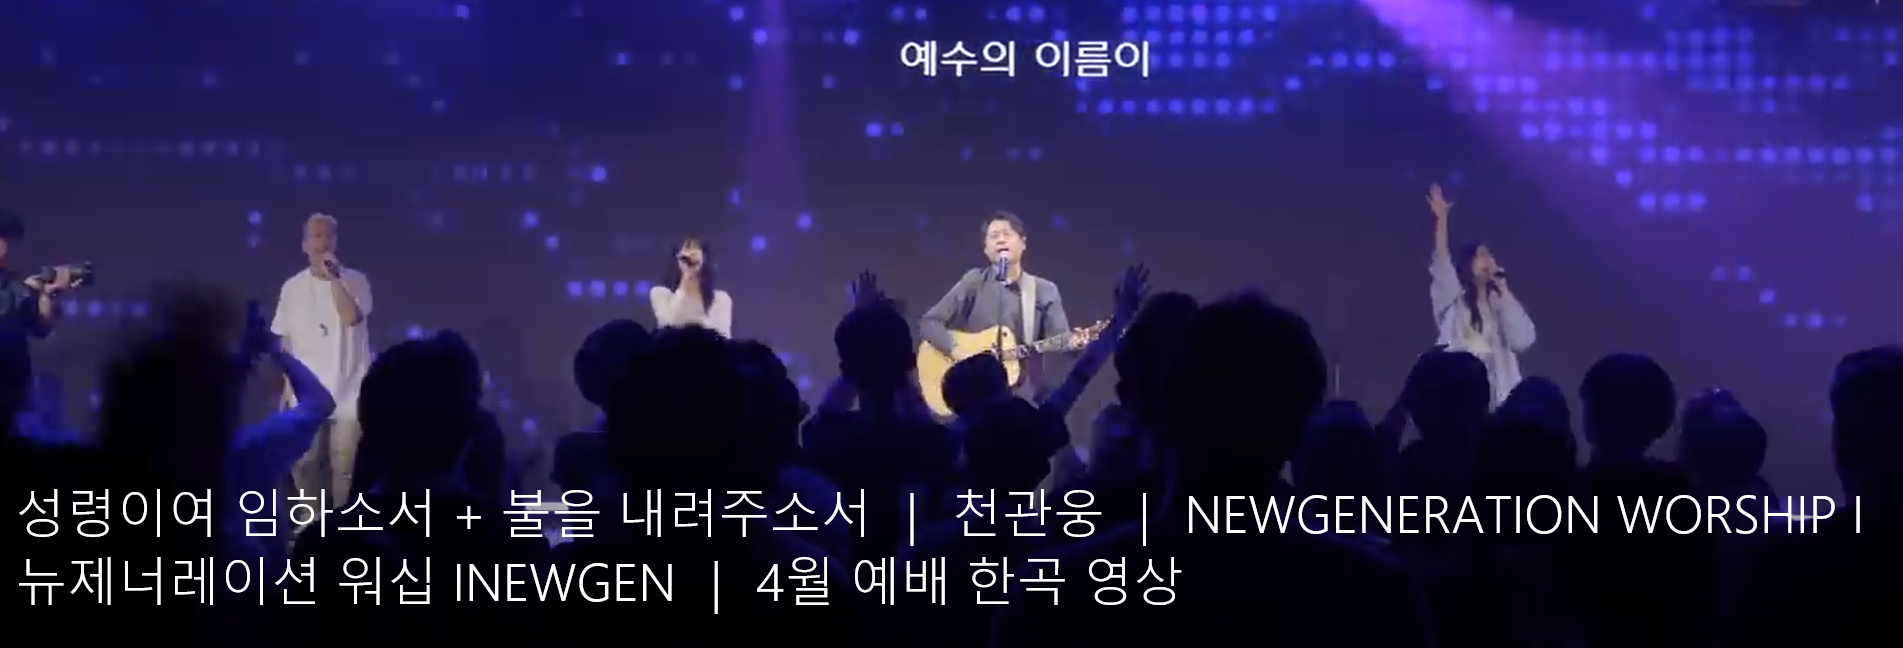 예수의 이름이
성령이여 임하소서 + 불을 내려주소서 | 천관웅 | NEWGENERATION WORSHIP I
뉴제너레이션 워십 INEWGEN | 4월 예배 한곡 영상